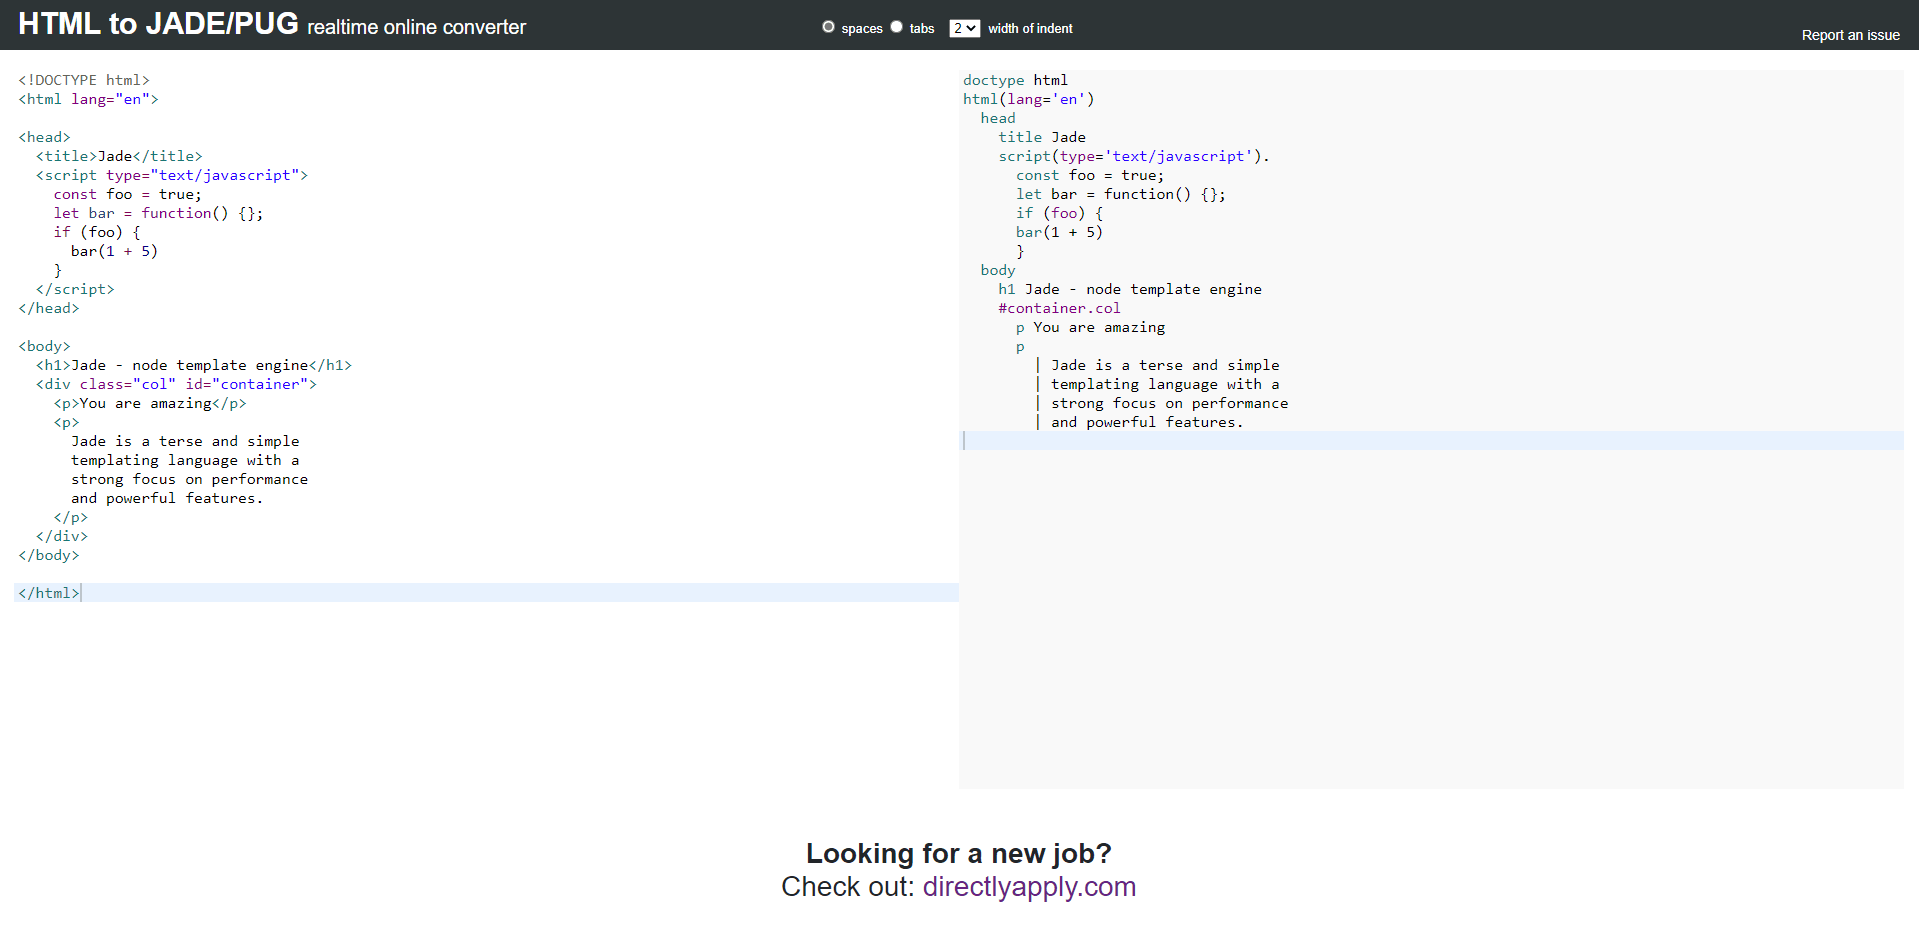 HTML to JADE/PUG realtime online converter
spaces tabs 2 width of indent
Report an issue
<!DOCTYPE html>
<html lang="en">
<head>
  <title>Jade</title>
  <script type="text/javascript">
    const foo = true;
    let bar = function() {};
    if (foo) {
      bar(1 + 5)
    }
  </script>
</head>
<body>
  <h1>Jade - node template engine</h1>
  <div class="col" id="container">
    <p>You are amazing</p>
    <p>
      Jade is a terse and simple
      templating language with a
      strong focus on performance
      and powerful features.
    </p>
  </div>
</body>
</html>
doctype html
html(lang='en')
  head
    title Jade
    script(type='text/javascript').
      const foo = true;
      let bar = function() {};
      if (foo) {
      bar(1 + 5)
      }
  body
    h1 Jade - node template engine
    #container.col
      p You are amazing
      p
        | Jade is a terse and simple
        | templating language with a
        | strong focus on performance
        | and powerful features.
Looking for a new job?
Check out: directlyapply.com